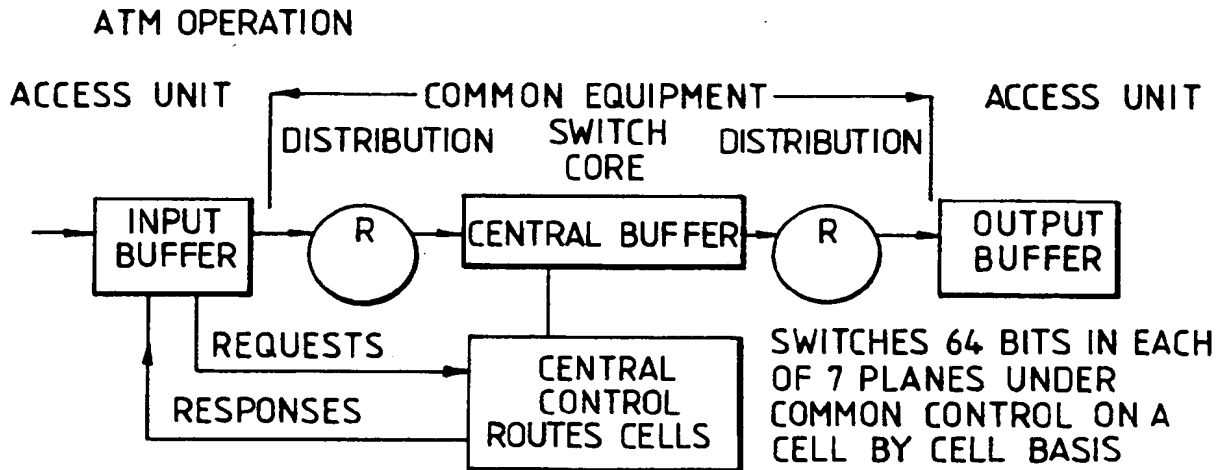 ATM OPERATION
ACCESS UNIT
COMMON EQUIPMENT
ACCESS UNIT
DISTRIBUTION
SWITCH
CORE
DISTRIBUTION
INPUT
BUFFER
R
CENTRAL BUFFER
R
OUTPUT
BUFFER
REQUESTS
RESPONSES
CENTRAL
CONTROL
ROUTES CELLS
SWITCHES 64 BITS IN EACH
OF 7 PLANES UNDER
COMMON CONTROL ON A
CELL BY CELL BASIS